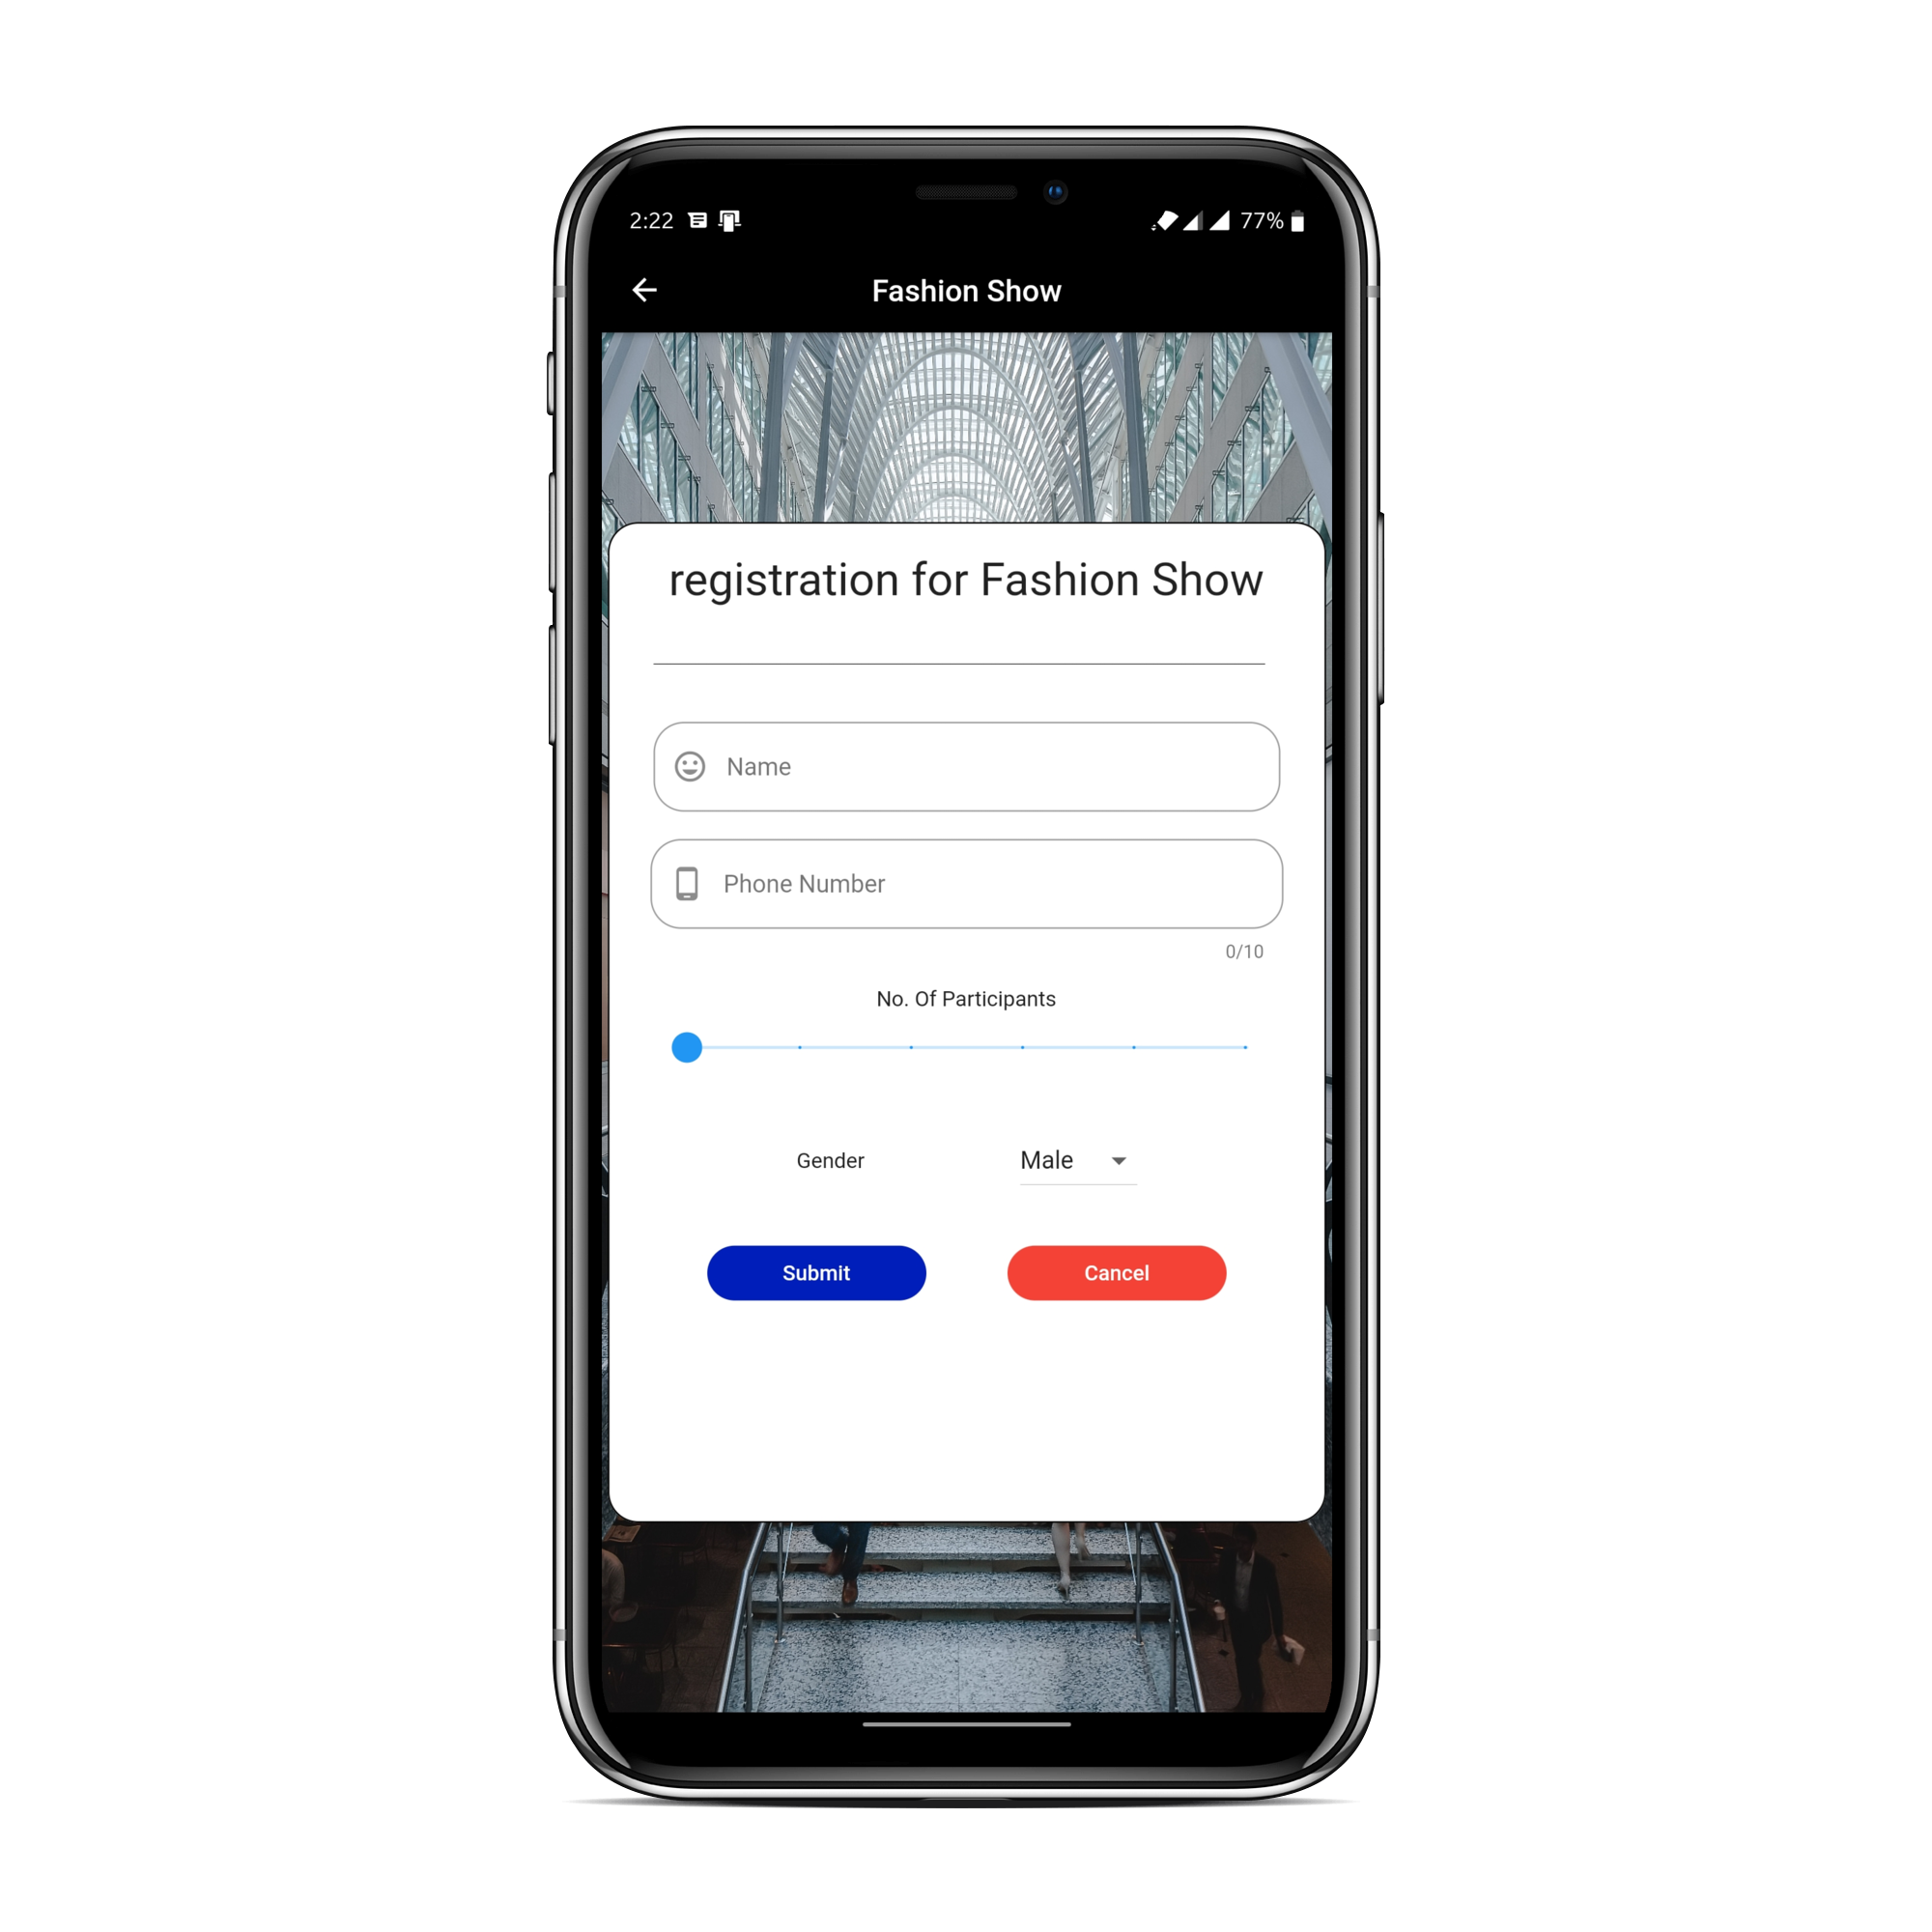 2:22 77%
Fashion Show
registration for Fashion Show
Name
Phone Number
0/10
No. Of Participants
Gender Male
Submit Cancel